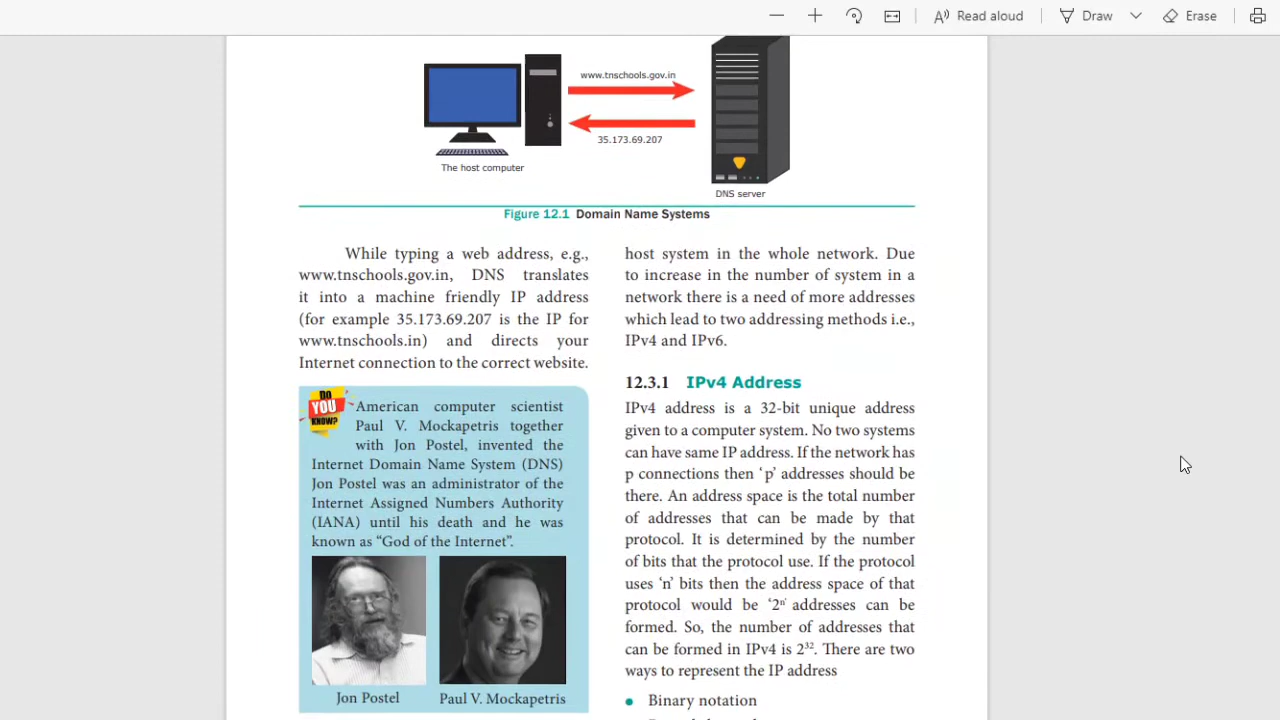 Read aloud
Draw
Erase
www.tnschools.gov.in
35.173.69.207
The host computer
DNS server
Figure 12.1 Domain Name Systems
While typing a web address, e.g.,
www.tnschools.gov.in, DNS translates
it into a machine friendly IP address
(for example 35.173.69.207 is the IP for
www.tnschools.in) and directs your
Internet connection to the correct website.
DO
YOU
KNOW?
American computer scientist
Paul V. Mockapetris together
with Jon Postel, invented the
Internet Domain Name System (DNS)
Jon Postel was an administrator of the
Internet Assigned Numbers Authority
(IANA) until his death and he was
known as “God of the Internet”.
Jon Postel
Paul V. Mockapetris
host system in the whole network. Due
to increase in the number of system in a
network there is a need of more addresses
which lead to two addressing methods i.e.,
IPv4 and IPv6.
12.3.1 IPv4 Address
IPv4 address is a 32-bit unique address
given to a computer system. No two systems
can have same IP address. If the network has
p connections then ‘p’ addresses should be
there. An address space is the total number
of addresses that can be made by that
protocol. It is determined by the number
of bits that the protocol use. If the protocol
uses ‘n’ bits then the address space of that
protocol would be ‘2ⁿ’ addresses can be
formed. So, the number of addresses that
can be formed in IPv4 is 2³². There are two
ways to represent the IP address
• Binary notation